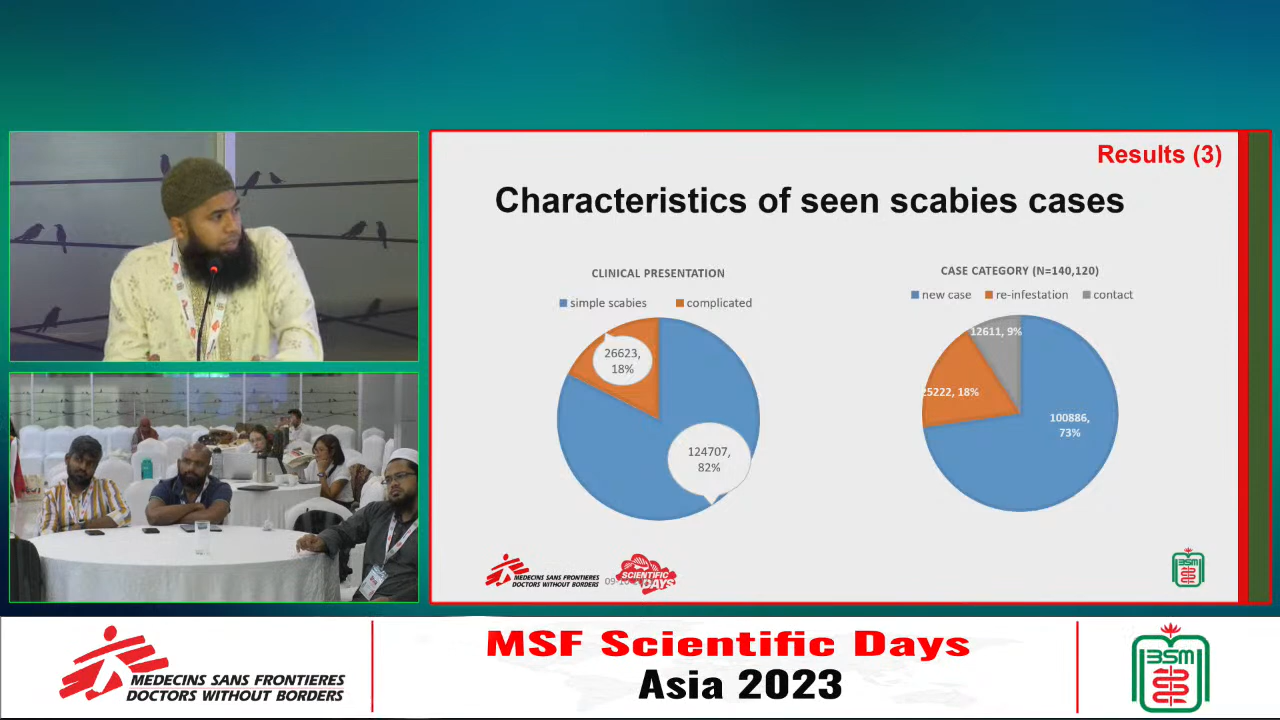 Results (3)
Characteristics of seen scabies cases
CLINICAL PRESENTATION
simple scabies
complicated
26623,
18%
124707,
82%
CASE CATEGORY (N=140,120)
new case
re-infestation
contact
12611, 9%
25222, 18%
100886,
73%
MEDECINS SANS FRONTIERES
DOCTORS WITHOUT BORDERS
SCIENTIFIC
DAYS
BSM
MEDECINS SANS FRONTIERES
DOCTORS WITHOUT BORDERS
MSF Scientific Days
Asia 2023
BSM